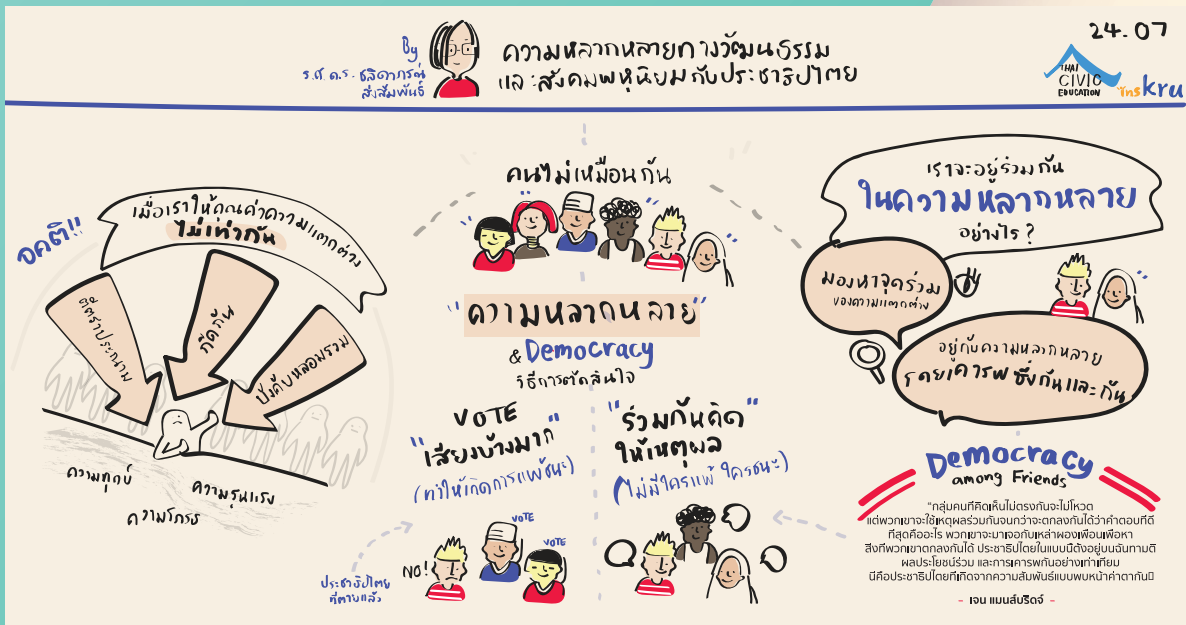 By
ร.ศ ด.ร. ชลิดาภรณ์
ส่งสัมพันธ์
ความหลากหลายทางวัฒนธรรม
และสังคมพหุนิยมกับประชาธิปไตย
24.07
THAI
CIVIC
EDUCATION
inskru
อคติ!!
เมื่อเราให้คุณค่าความแตกต่าง
ไม่เท่ากัน
ตีตราประณาม
กีดกัน
บังคับหลอมรวม
ความทุกข์
ความรุนแรง
ความโกรธ
คนไม่เหมือนกัน
"ความหลากหลาย"
& Democracy
วิธีการตัดสินใจ
VOTE
"เสียงข้างมาก"
(ทำให้เกิดการแพ้ชนะ)
VOTE
VOTE
NO!
ประชาธิปไตย
ที่ตายแล้ว
"ร่วมกันคิด"
ให้เหตุผล
(ไม่มีใครแพ้ ใครชนะ)
เราจะอยู่ร่วมกัน
ในความหลากหลาย
อย่างไร ?
มองหาจุดร่วม
ของความแตกต่าง
อยู่กับความหลากหลาย
โดยเคารพ ซึ่งกันและกัน
Democracy
among Friends
"กลุ่มคนที่คิดเห็นไม่ตรงกันจะไม่โหวต
แต่พวกเขาจะใช้เหตุผลร่วมกันจนกว่าจะตกลงกันได้ว่าคำตอบที่ดี
ที่สุดคืออะไร พวกเขาจะมาเจอกับเหล่าผองเพื่อนเพื่อหา
สิ่งที่พวกเขาตกลงกันได้ ประชาธิปไตยในแบบนี้ตั้งอยู่บนฉันทามติ
ผลประโยชน์ร่วม และการเคารพกันอย่างเท่าเทียม
นี่คือประชาธิปไตยที่เกิดจากความสัมพันธ์แบบพบหน้าค่าตากัน
- เจน แมนส์บริดจ์ -